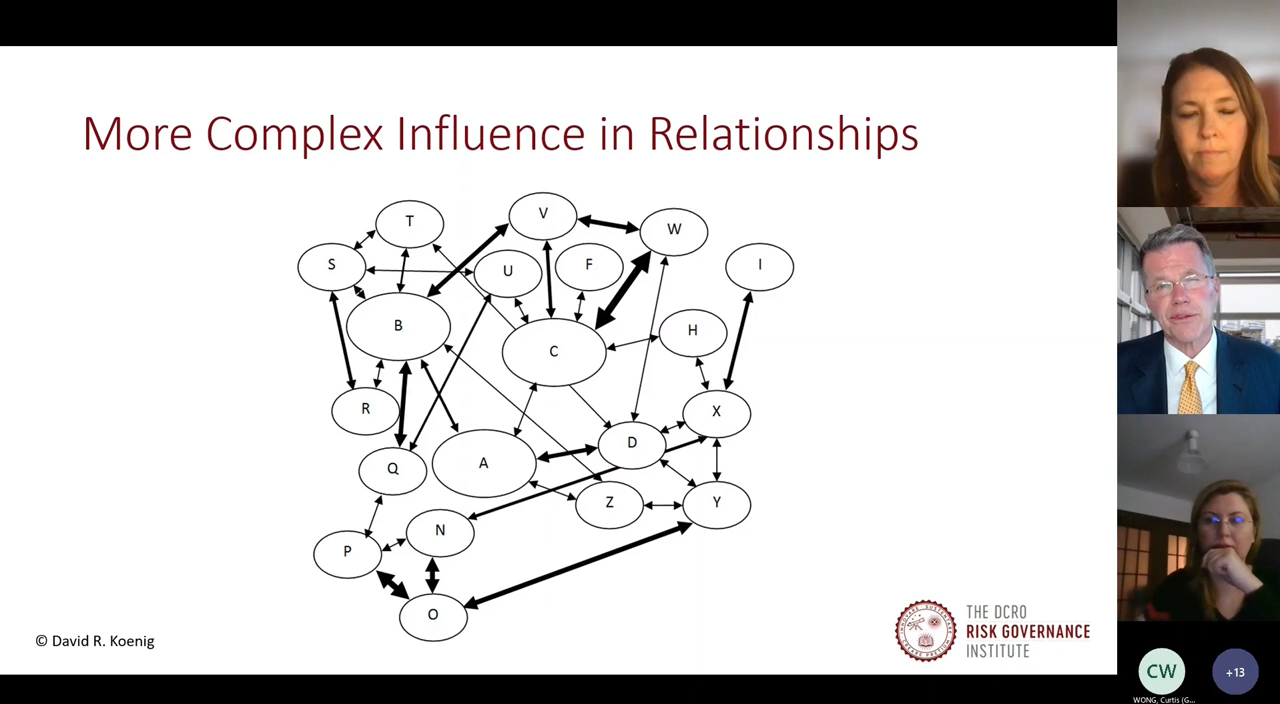 More Complex Influence in Relationships
T
V
W
S
U
F
I
B
C
H
R
X
Q
A
D
Z
Y
P
N
O
© David R. Koenig
THE DCRO
RISK GOVERNANCE
INSTITUTE
CW
+13
WONG, Curtis (G...